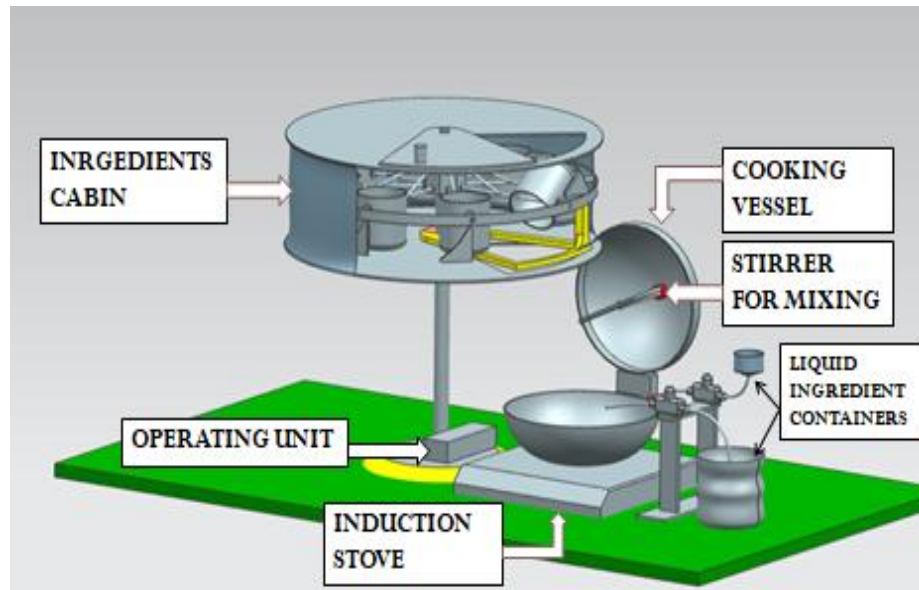 INRGEDIENTS
CABIN
COOKING
VESSEL
STIRRER
FOR MIXING
LIQUID
INGREDIENT
CONTAINERS
OPERATING UNIT
INDUCTION
STOVE